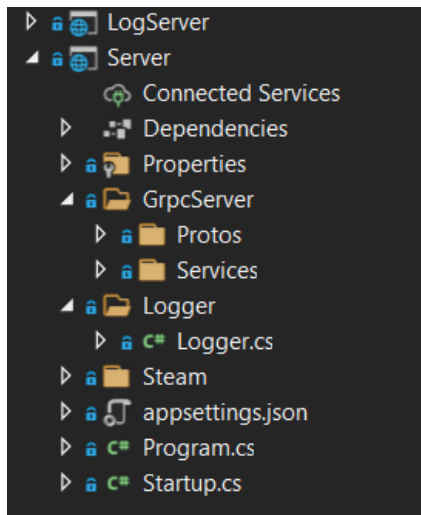 LogServer
Server
Connected Services
Dependencies
Properties
GrpcServer
Protos
Services
Logger
C# Logger.cs
Steam
appsettings.json
C# Program.cs
C# Startup.cs